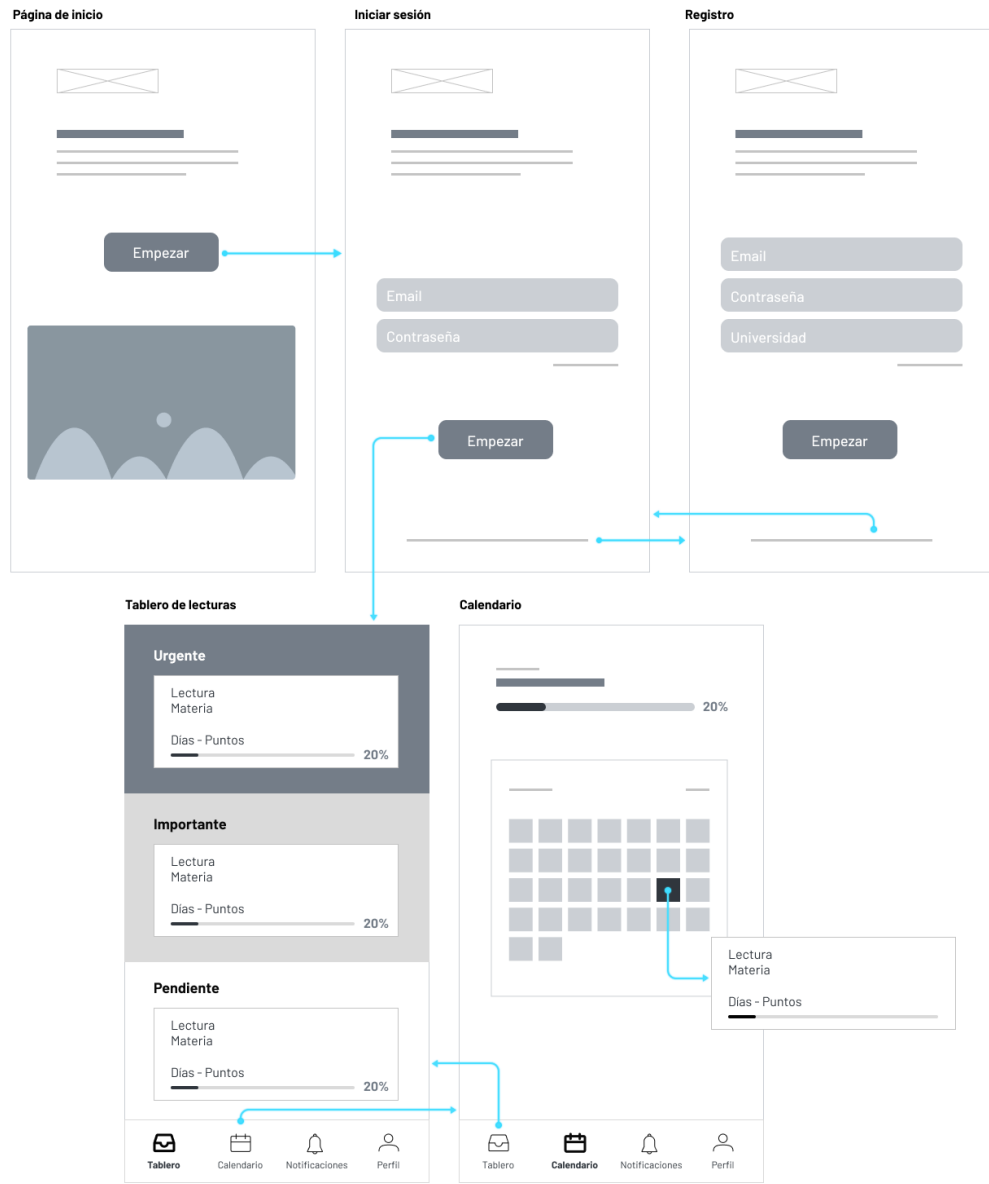 Página de inicio
Iniciar sesión
Registro
Empezar
Email
Contraseña
Empezar
Email
Contraseña
Universidad
Empezar
Tablero de lecturas
Urgente
Lectura
Materia
Días - Puntos
20%
Importante
Lectura
Materia
Días - Puntos
20%
Pendiente
Lectura
Materia
Días - Puntos
20%
Tablero
Calendario
Notificaciones
Perfil
Calendario
20%
Lectura
Materia
Días - Puntos
Tablero
Calendario
Notificaciones
Perfil